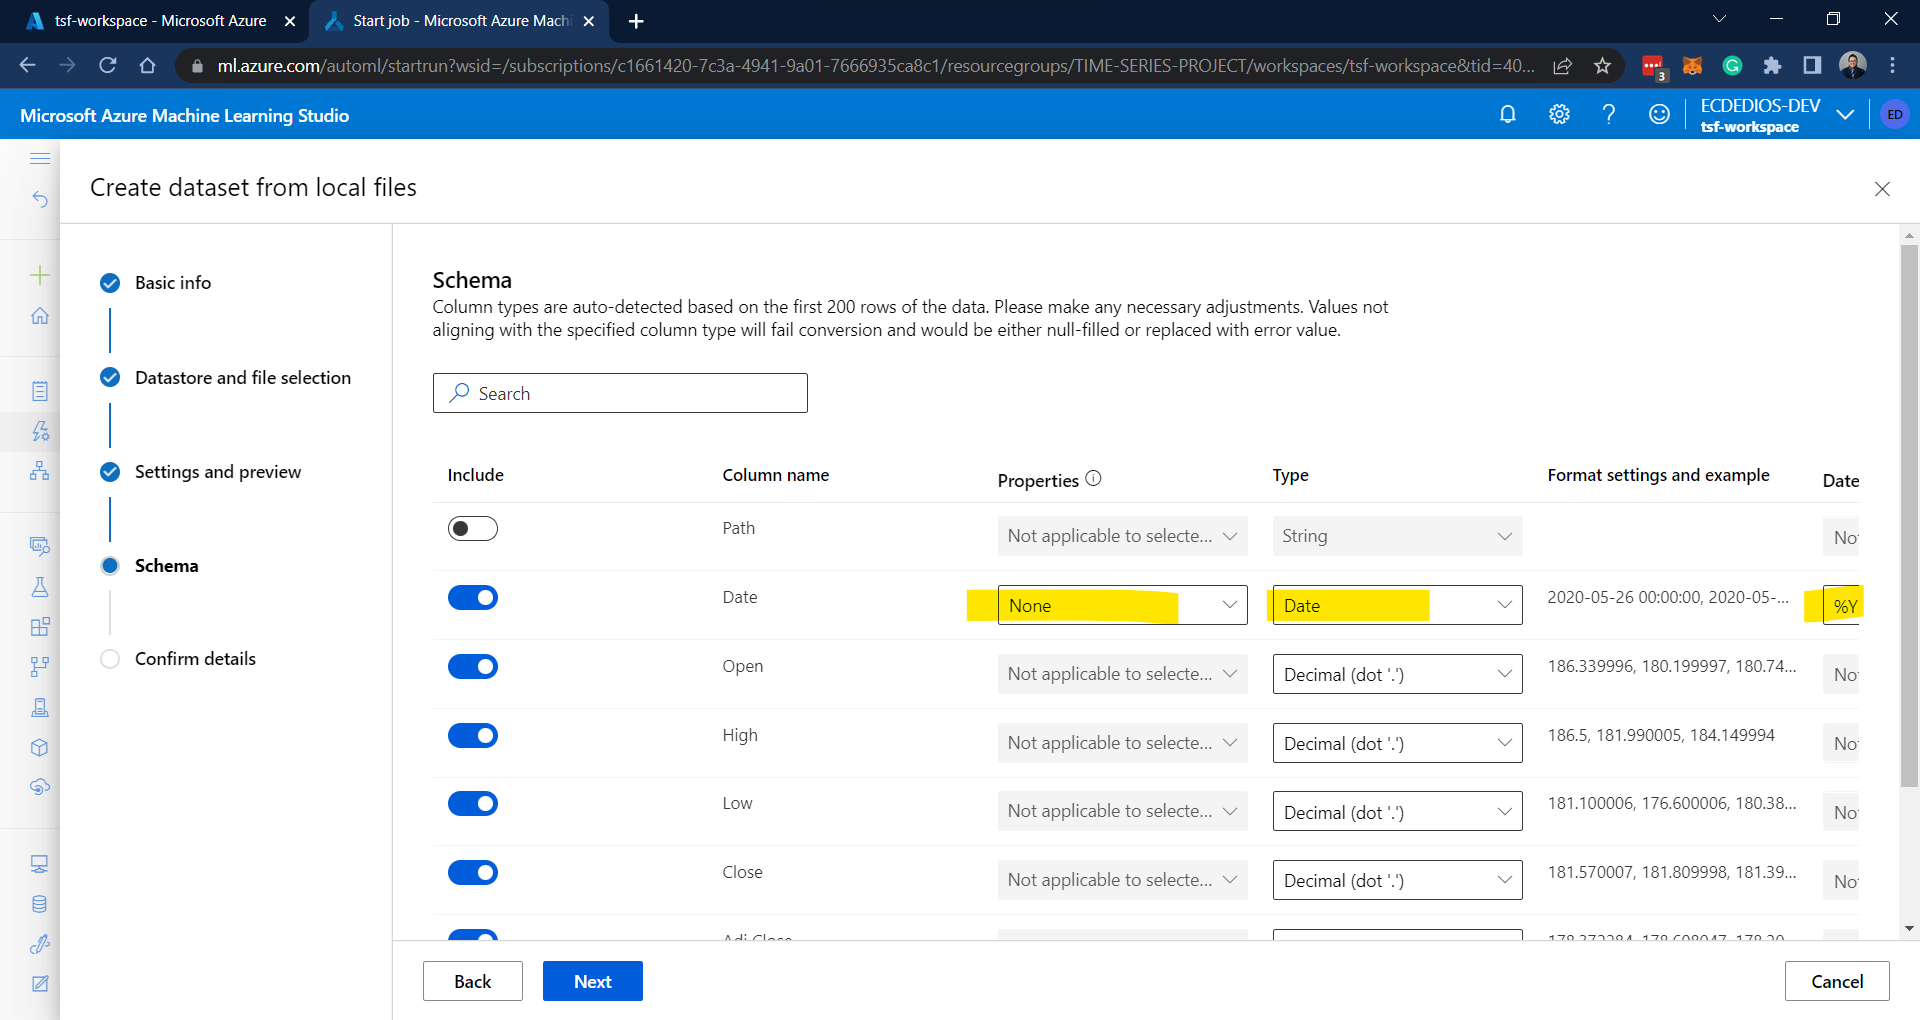 tsf-workspace - Microsoft Azure
Start job - Microsoft Azure Machi
ml.azure.com/automl/startrun?wsid=/subscriptions/c1661420-7c3a-4941-9a01-7666935ca8c1/resourcegroups/TIME-SERIES-PROJECT/workspaces/tsf-workspace&tid=40...
3
Microsoft Azure Machine Learning Studio
ECDEDIOS-DEV
tsf-workspace
ED
Create dataset from local files
Basic info
Datastore and file selection
Settings and preview
Schema
Confirm details
Schema
Column types are auto-detected based on the first 200 rows of the data. Please make any necessary adjustments. Values not
aligning with the specified column type will fail conversion and would be either null-filled or replaced with error value.
Search
Include Column name Properties Type Format settings and example Date
Path Not applicable to selecte... String No
Date None Date 2020-05-26 00:00:00, 2020-05-... %Y
Open Not applicable to selecte... Decimal (dot '.') 186.339996, 180.199997, 180.74... No
High Not applicable to selecte... Decimal (dot '.') 186.5, 181.990005, 184.149994 No
Low Not applicable to selecte... Decimal (dot '.') 181.100006, 176.600006, 180.38... No
Close Not applicable to selecte... Decimal (dot '.') 181.570007, 181.809998, 181.39... No
Adj Close
Back
Next
Cancel